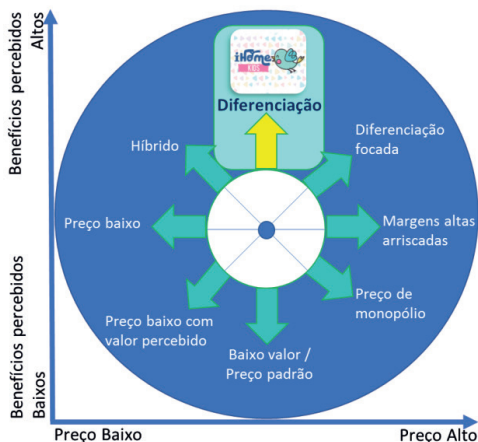 Benefícios percebidos
Altos
iHome
KIDS
Diferenciação
Híbrido
Diferenciação
focada
Preço baixo
Margens altas
arriscadas
Preço baixo com
valor percebido
Preço de
monopólio
Baixo valor /
Preço padrão
Benefícios percebidos
Baixos
Preço Baixo
Preço Alto